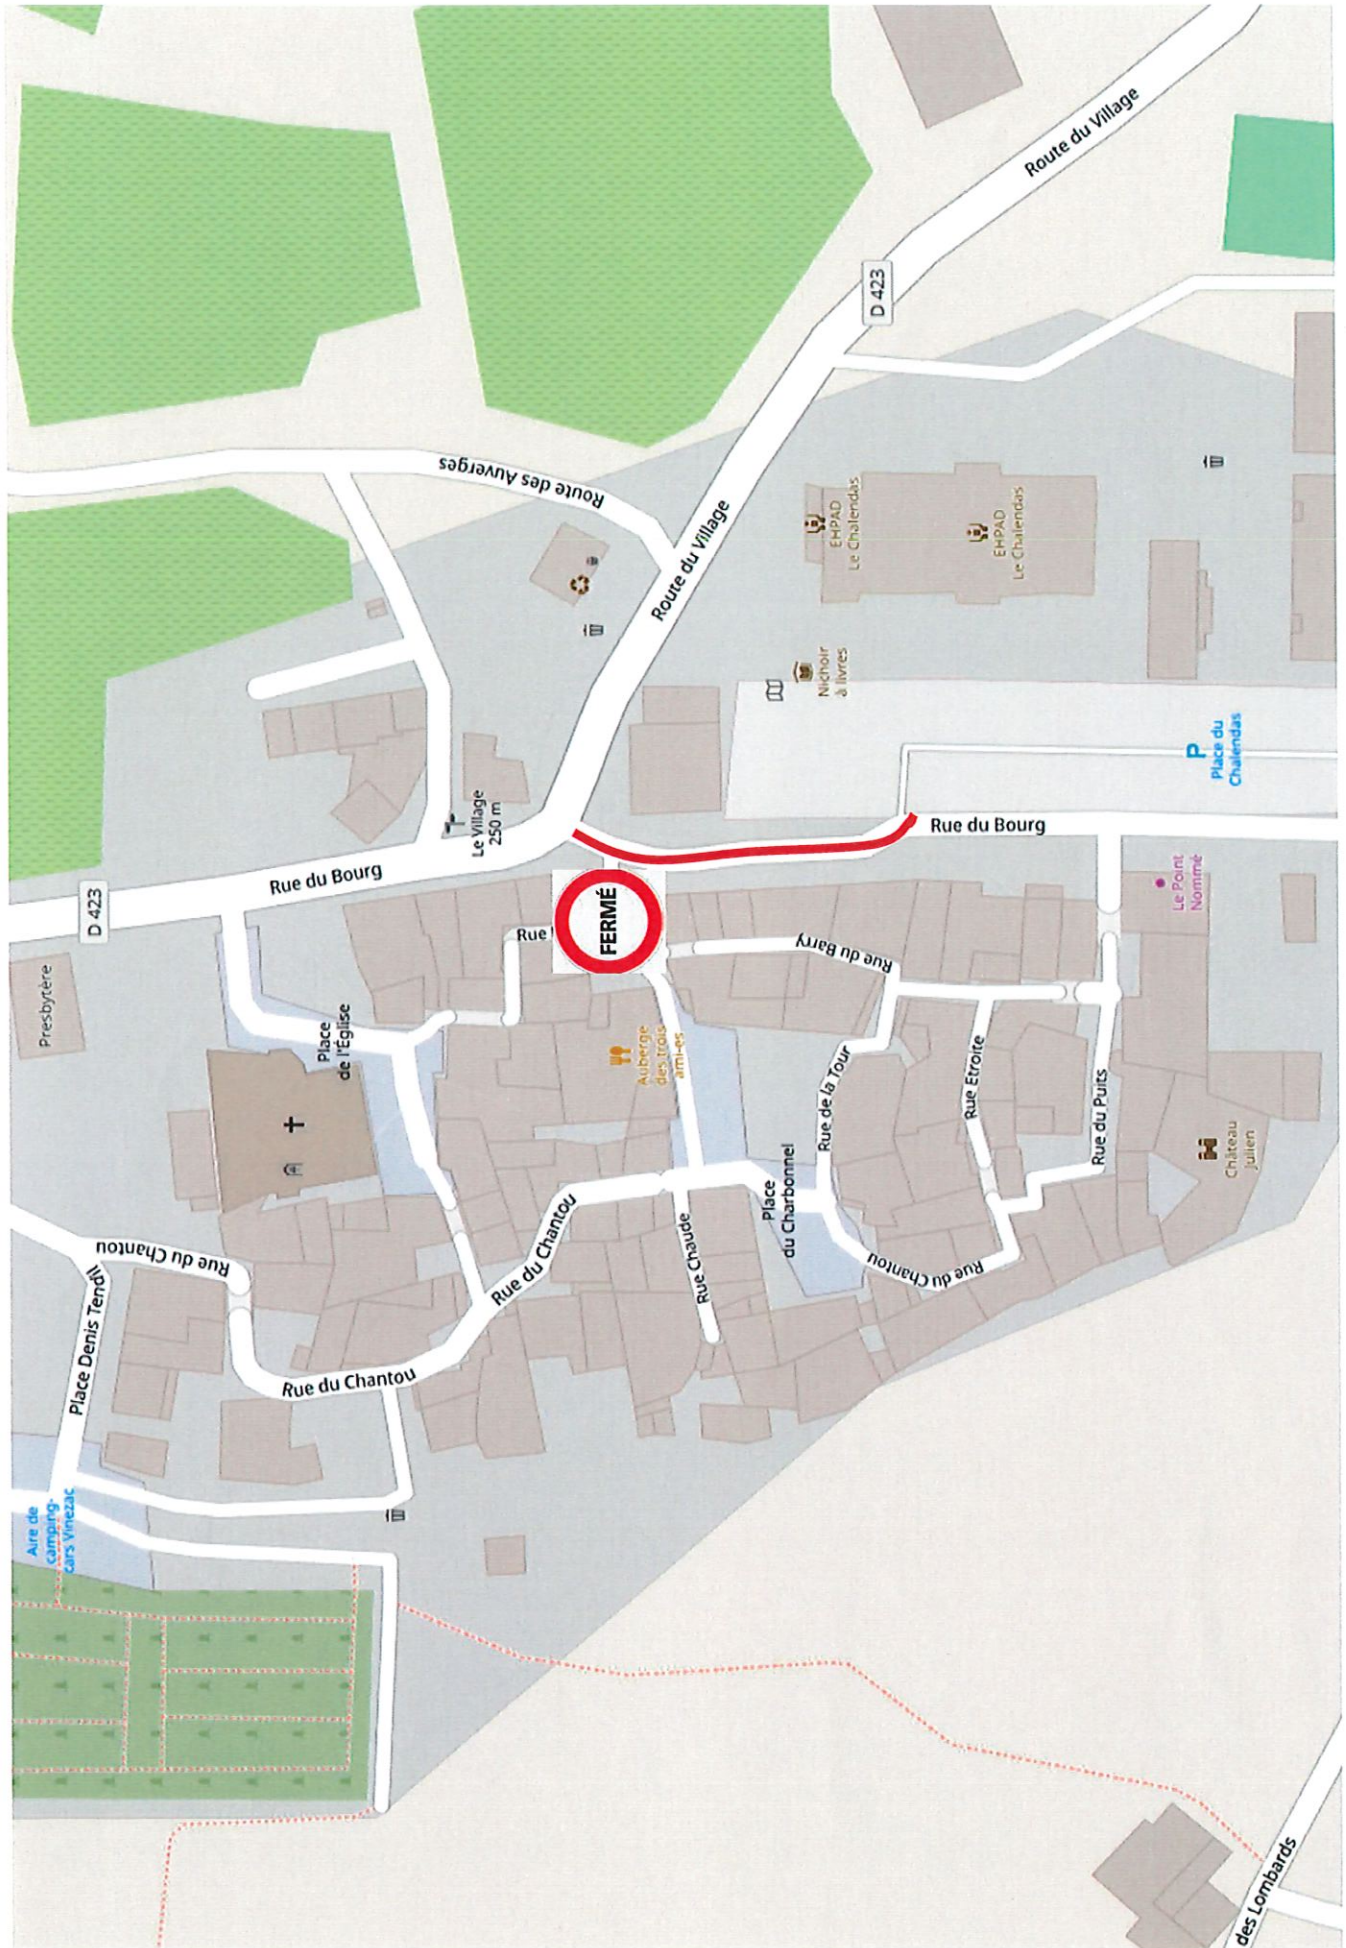 Route du Village
D 423
Route des Auverges
Route du Village
EHPAD
Le Chalendas
EHPAD
Le Chalendas
Nichoir
à livres
P
Place du
Chalendas
Le Village
250 m
Rue du Bourg
Rue du Bourg
D 423
Le Point
Nommé
FERMÉ
Rue
Rue du Barry
Presbytère
Place
de l'Église
Auberge
des trois
ami-es
Rue de la Tour
Rue Etroite
Rue du Puits
Château
Julien
Place
du Charbonnel
Rue du Chantou
Rue du Chantou
Rue Chaude
Rue du Chantou
Place Denis Tendil
Rue du Chantou
Aire de
camping-
cars Vinezac
des Lombards